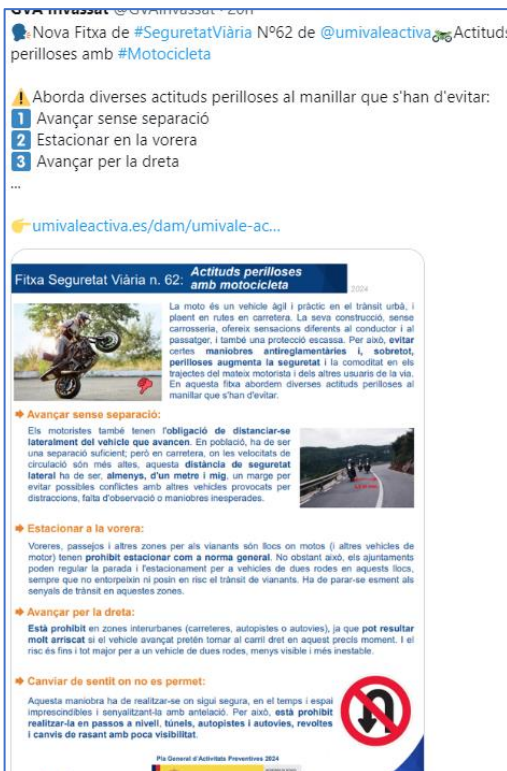 GVA Invassat @GVAinvassat · 20h
🗣Nova Fitxa de #SeguretatViària Nº62 de @umivaleactiva🏍Actituds
perilloses amb #Motocicleta
⚠Aborda diverses actituds perilloses al manillar que s'han d'evitar:
1️⃣ Avançar sense separació
2️⃣ Estacionar en la vorera
3️⃣ Avançar per la dreta
...
👉umivaleactiva.es/dam/umivale-ac...
Fitxa Seguretat Viària n. 62: Actituds perilloses
amb motocicleta
2024
La moto és un vehicle àgil i pràctic en el trànsit urbà, i
plaent en rutes en carretera. La seva construcció, sense
carrosseria, ofereix sensacions diferents al conductor i al
passatger, i també una protecció escassa. Per això, evitar
certes maniobres antireglamentàries i, sobretot,
perilloses augmenta la seguretat i la comoditat en els
trajectes del mateix motorista i dels altres usuaris de la via.
En aquesta fitxa abordem diverses actituds perilloses al
manillar que s'han d'evitar.
Avançar sense separació:
Els motoristes també tenen l'obligació de distanciar-se
lateralment del vehicle que avancen. En població, ha de ser
una separació suficient; però en carretera, on les velocitats de
circulació són més altes, aquesta distància de seguretat
lateral ha de ser, almenys, d'un metre i mig, un marge per
evitar possibles conflictes amb altres vehicles provocats per
distraccions, falta d'observació o maniobres inesperades.
Estacionar a la vorera:
Voreres, passejos i altres zones per als vianants són llocs on motos (i altres vehicles de
motor) tenen prohibit estacionar com a norma general. No obstant això, els ajuntaments
poden regular la parada i l'estacionament per a vehicles de dues rodes en aquests llocs,
sempre que no entorpeixin ni posin en risc el trànsit de vianants. Ha de parar-se esment als
senyals de trànsit en aquestes zones.
Avançar per la dreta:
Està prohibit en zones interurbanes (carreteres, autopistes o autovies), ja que pot resultar
molt arriscat si el vehicle avançat pretén tornar al carril dret en aquest precís moment. I el
risc és fins i tot major per a un vehicle de dues rodes, menys visible i més inestable.
Canviar de sentit on no es permet:
Aquesta maniobra ha de realitzar-se on sigui segura, en el temps i espai
imprescindibles i senyalitzant-la amb antelació. Per això, està prohibit
realitzar-la en passos a nivell, túnels, autopistes i autovies, revoltes
i canvis de rasant amb poca visibilitat.
Pla General d'Activitats Preventives 2024